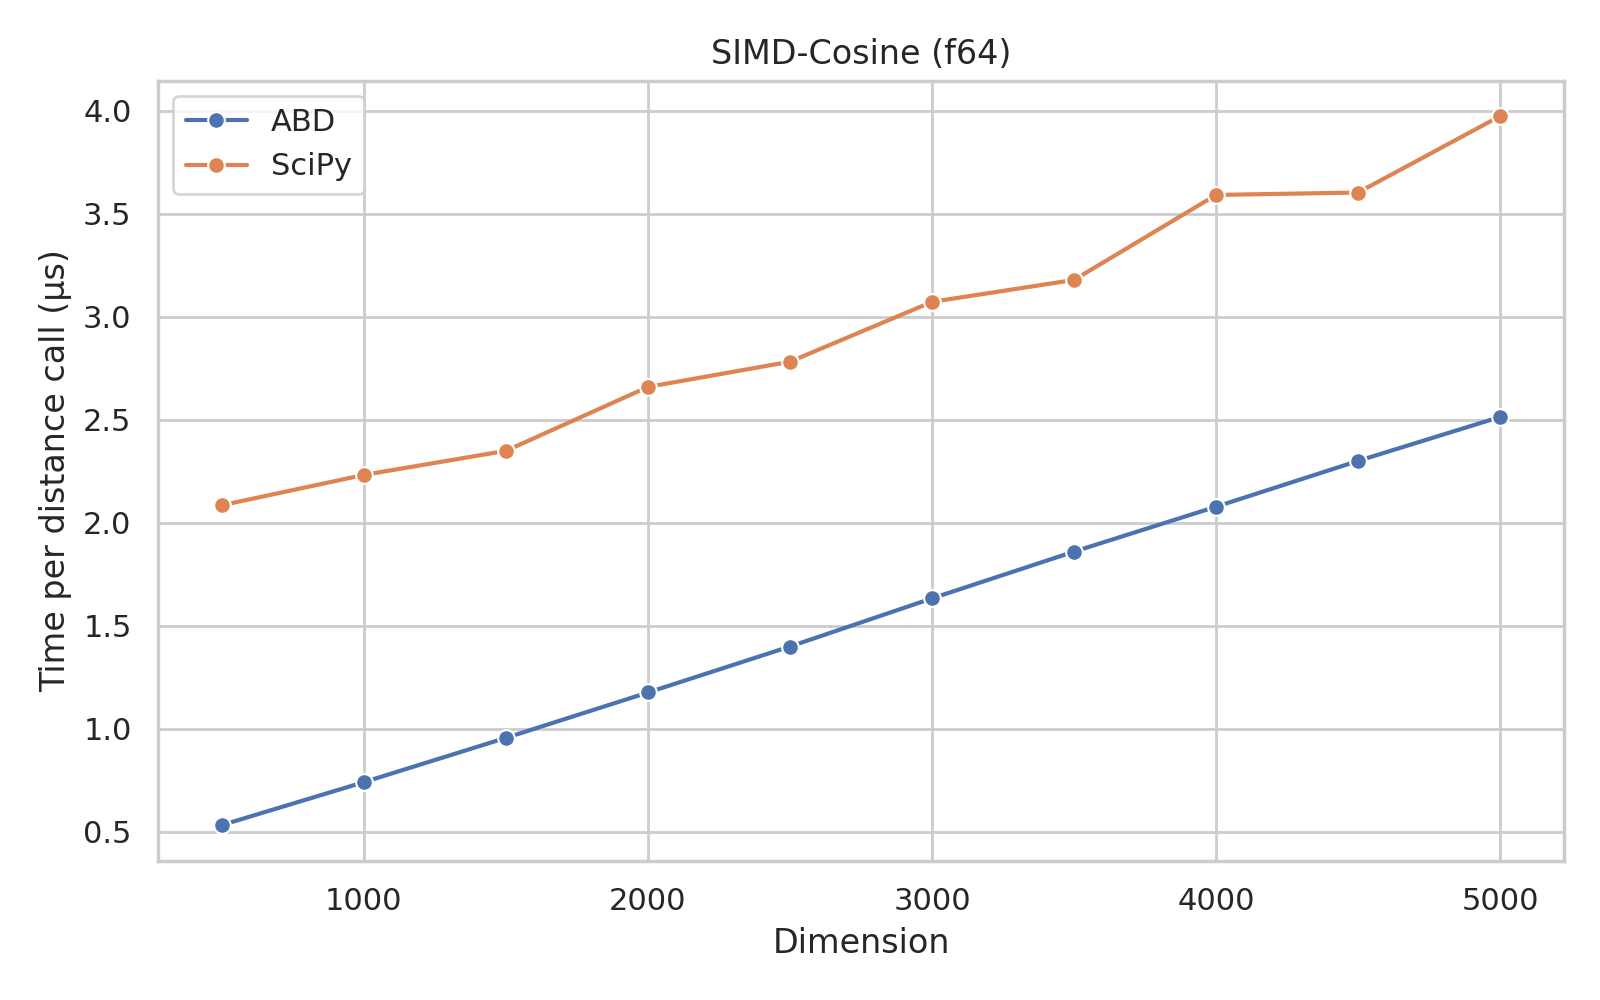 SIMD-Cosine (f64)
ABD
SciPy
Time per distance call (µs)
4.0
3.5
3.0
2.5
2.0
1.5
1.0
0.5
1000 2000 3000 4000 5000
Dimension